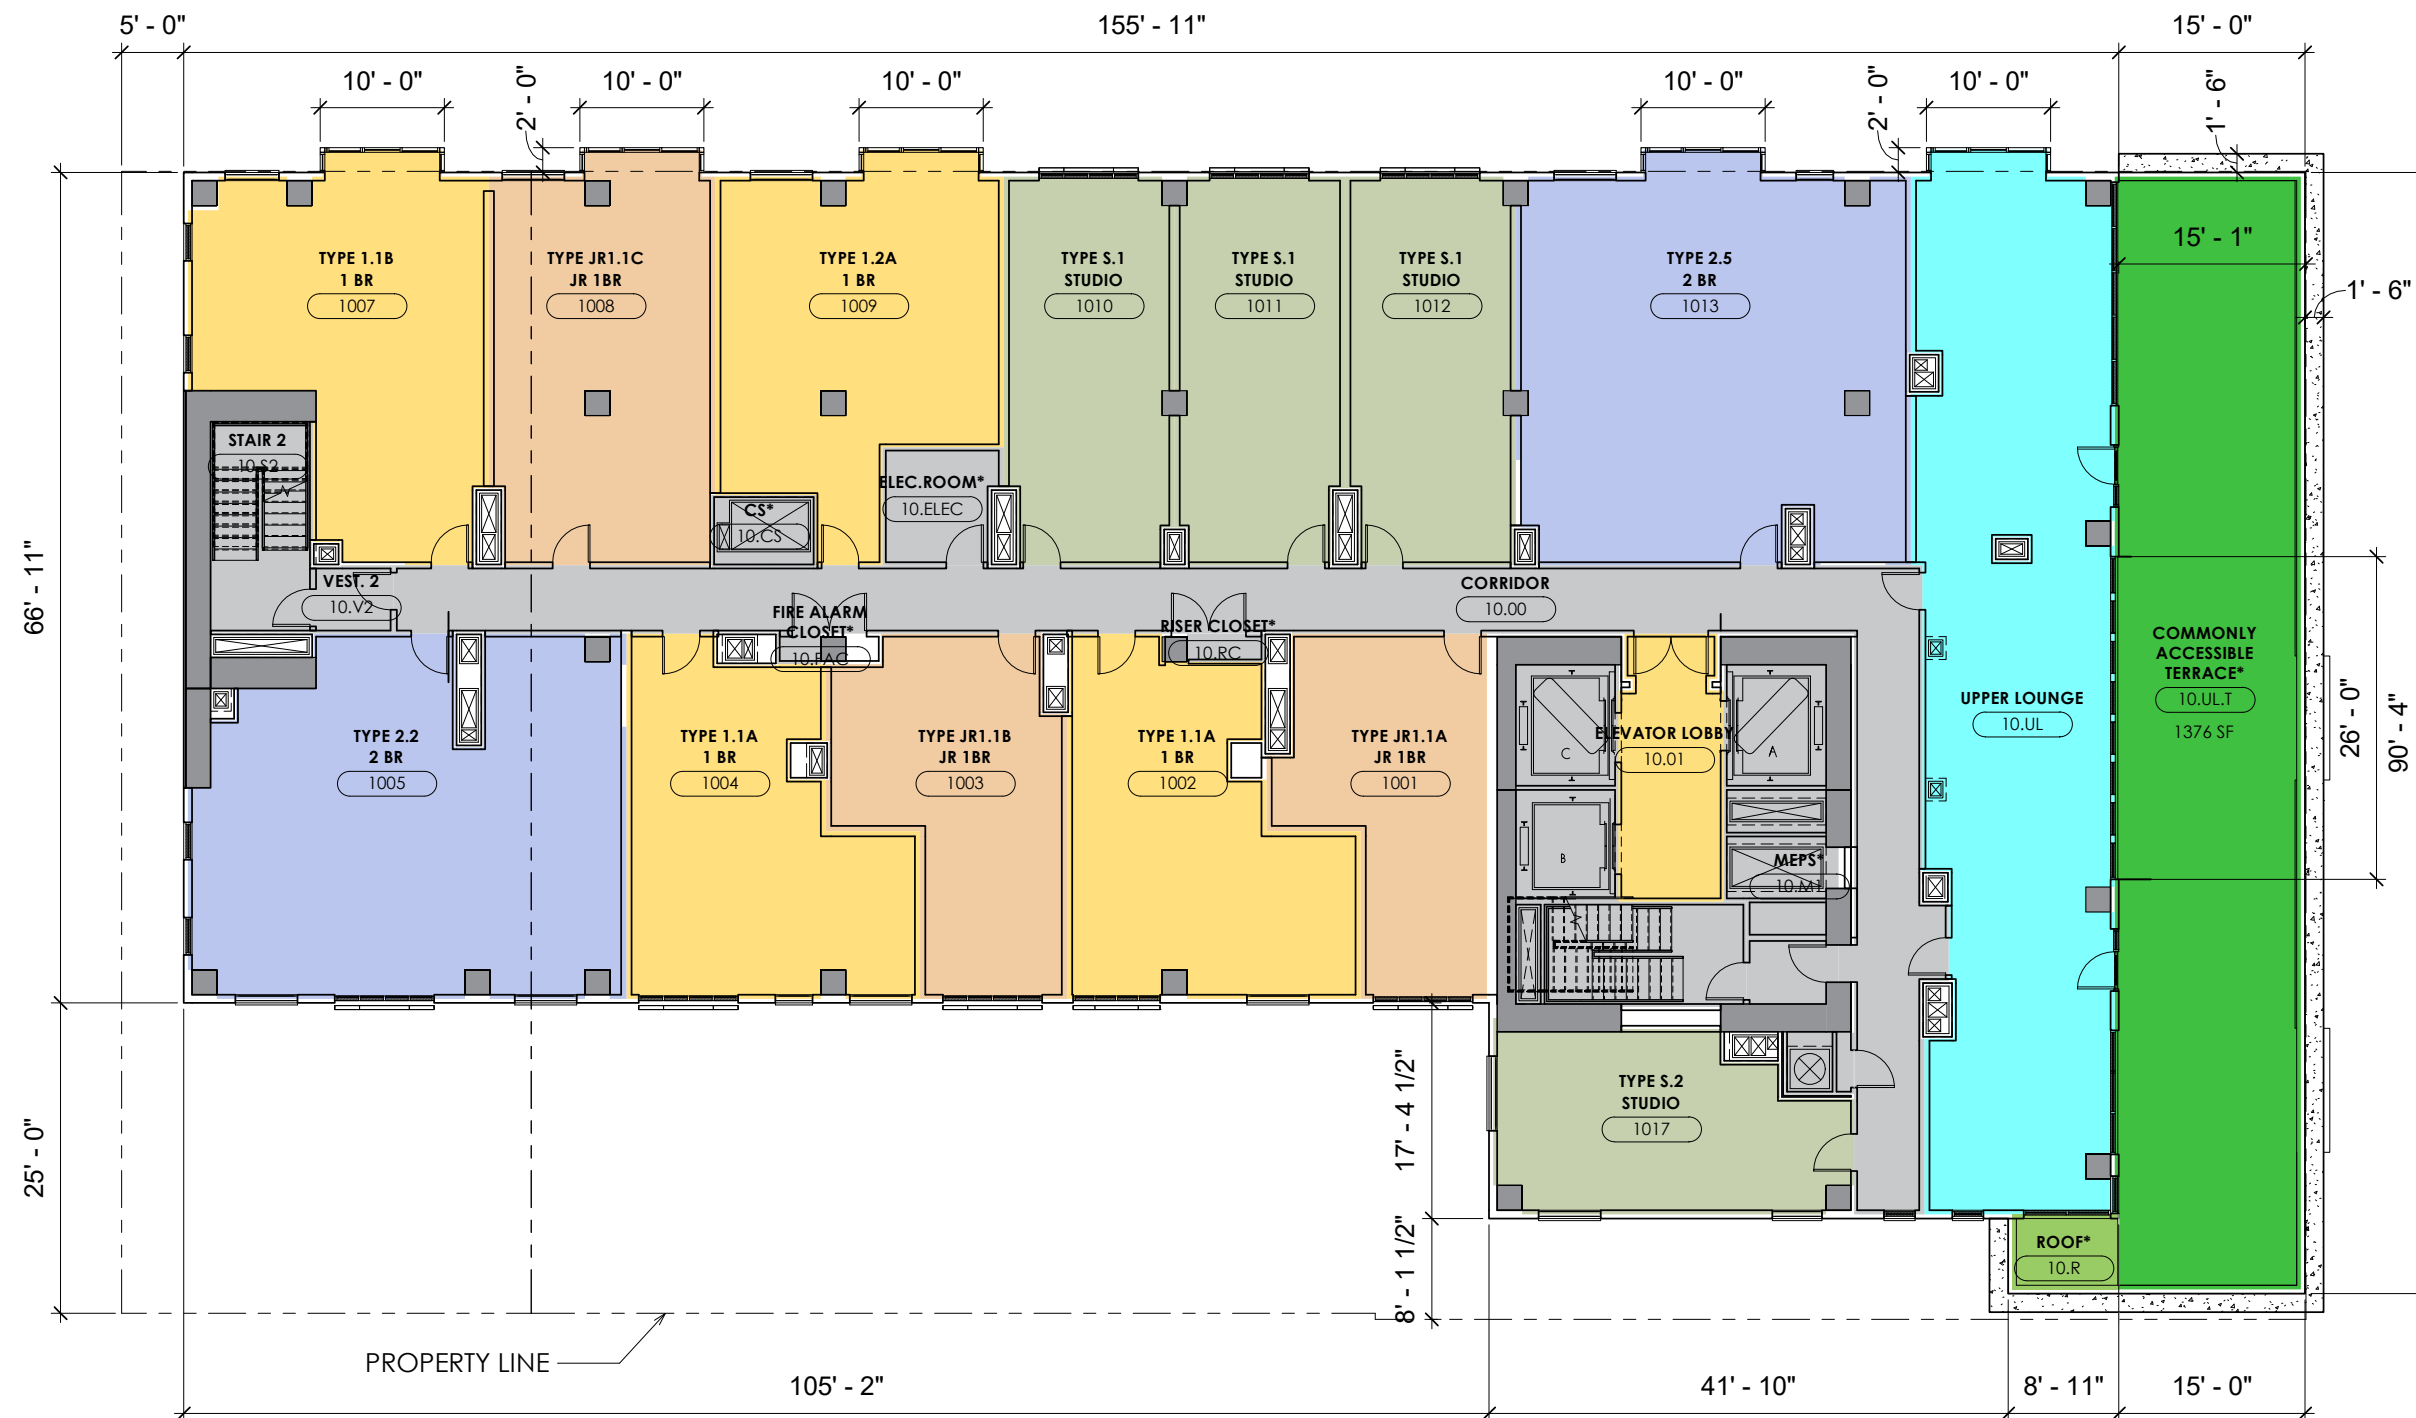 5' - 0"
155' - 11"
15' - 0"
10' - 0"
2' - 0"
10' - 0"
10' - 0"
10' - 0"
2' - 0"
10' - 0"
1' - 6"
15' - 1"
1' - 6"
TYPE 1.1B
1 BR
1007
TYPE JR1.1C
JR 1BR
1008
TYPE 1.2A
1 BR
1009
TYPE S.1
STUDIO
1010
TYPE S.1
STUDIO
1011
TYPE S.1
STUDIO
1012
TYPE 2.5
2 BR
1013
STAIR 2
10.S2
CS*
10.CS
ELEC.ROOM*
10.ELEC
66' - 11"
VEST. 2
10.V2
FIRE ALARM
CLOSET*
10.FAC
RISER CLOSET*
10.RC
CORRIDOR
10.00
TYPE 2.2
2 BR
1005
TYPE 1.1A
1 BR
1004
TYPE JR1.1B
JR 1BR
1003
TYPE 1.1A
1 BR
1002
TYPE JR1.1A
JR 1BR
1001
C
ELEVATOR LOBBY
10.01
A
B
MEPS*
10.M1
UPPER LOUNGE
10.UL
COMMONLY
ACCESSIBLE
TERRACE*
10.UL.T
1376 SF
26' - 0"
90' - 4"
25' - 0"
17' - 4 1/2"
TYPE S.2
STUDIO
1017
8' - 1 1/2"
ROOF*
10.R
PROPERTY LINE
105' - 2"
41' - 10"
8' - 11"
15' - 0"